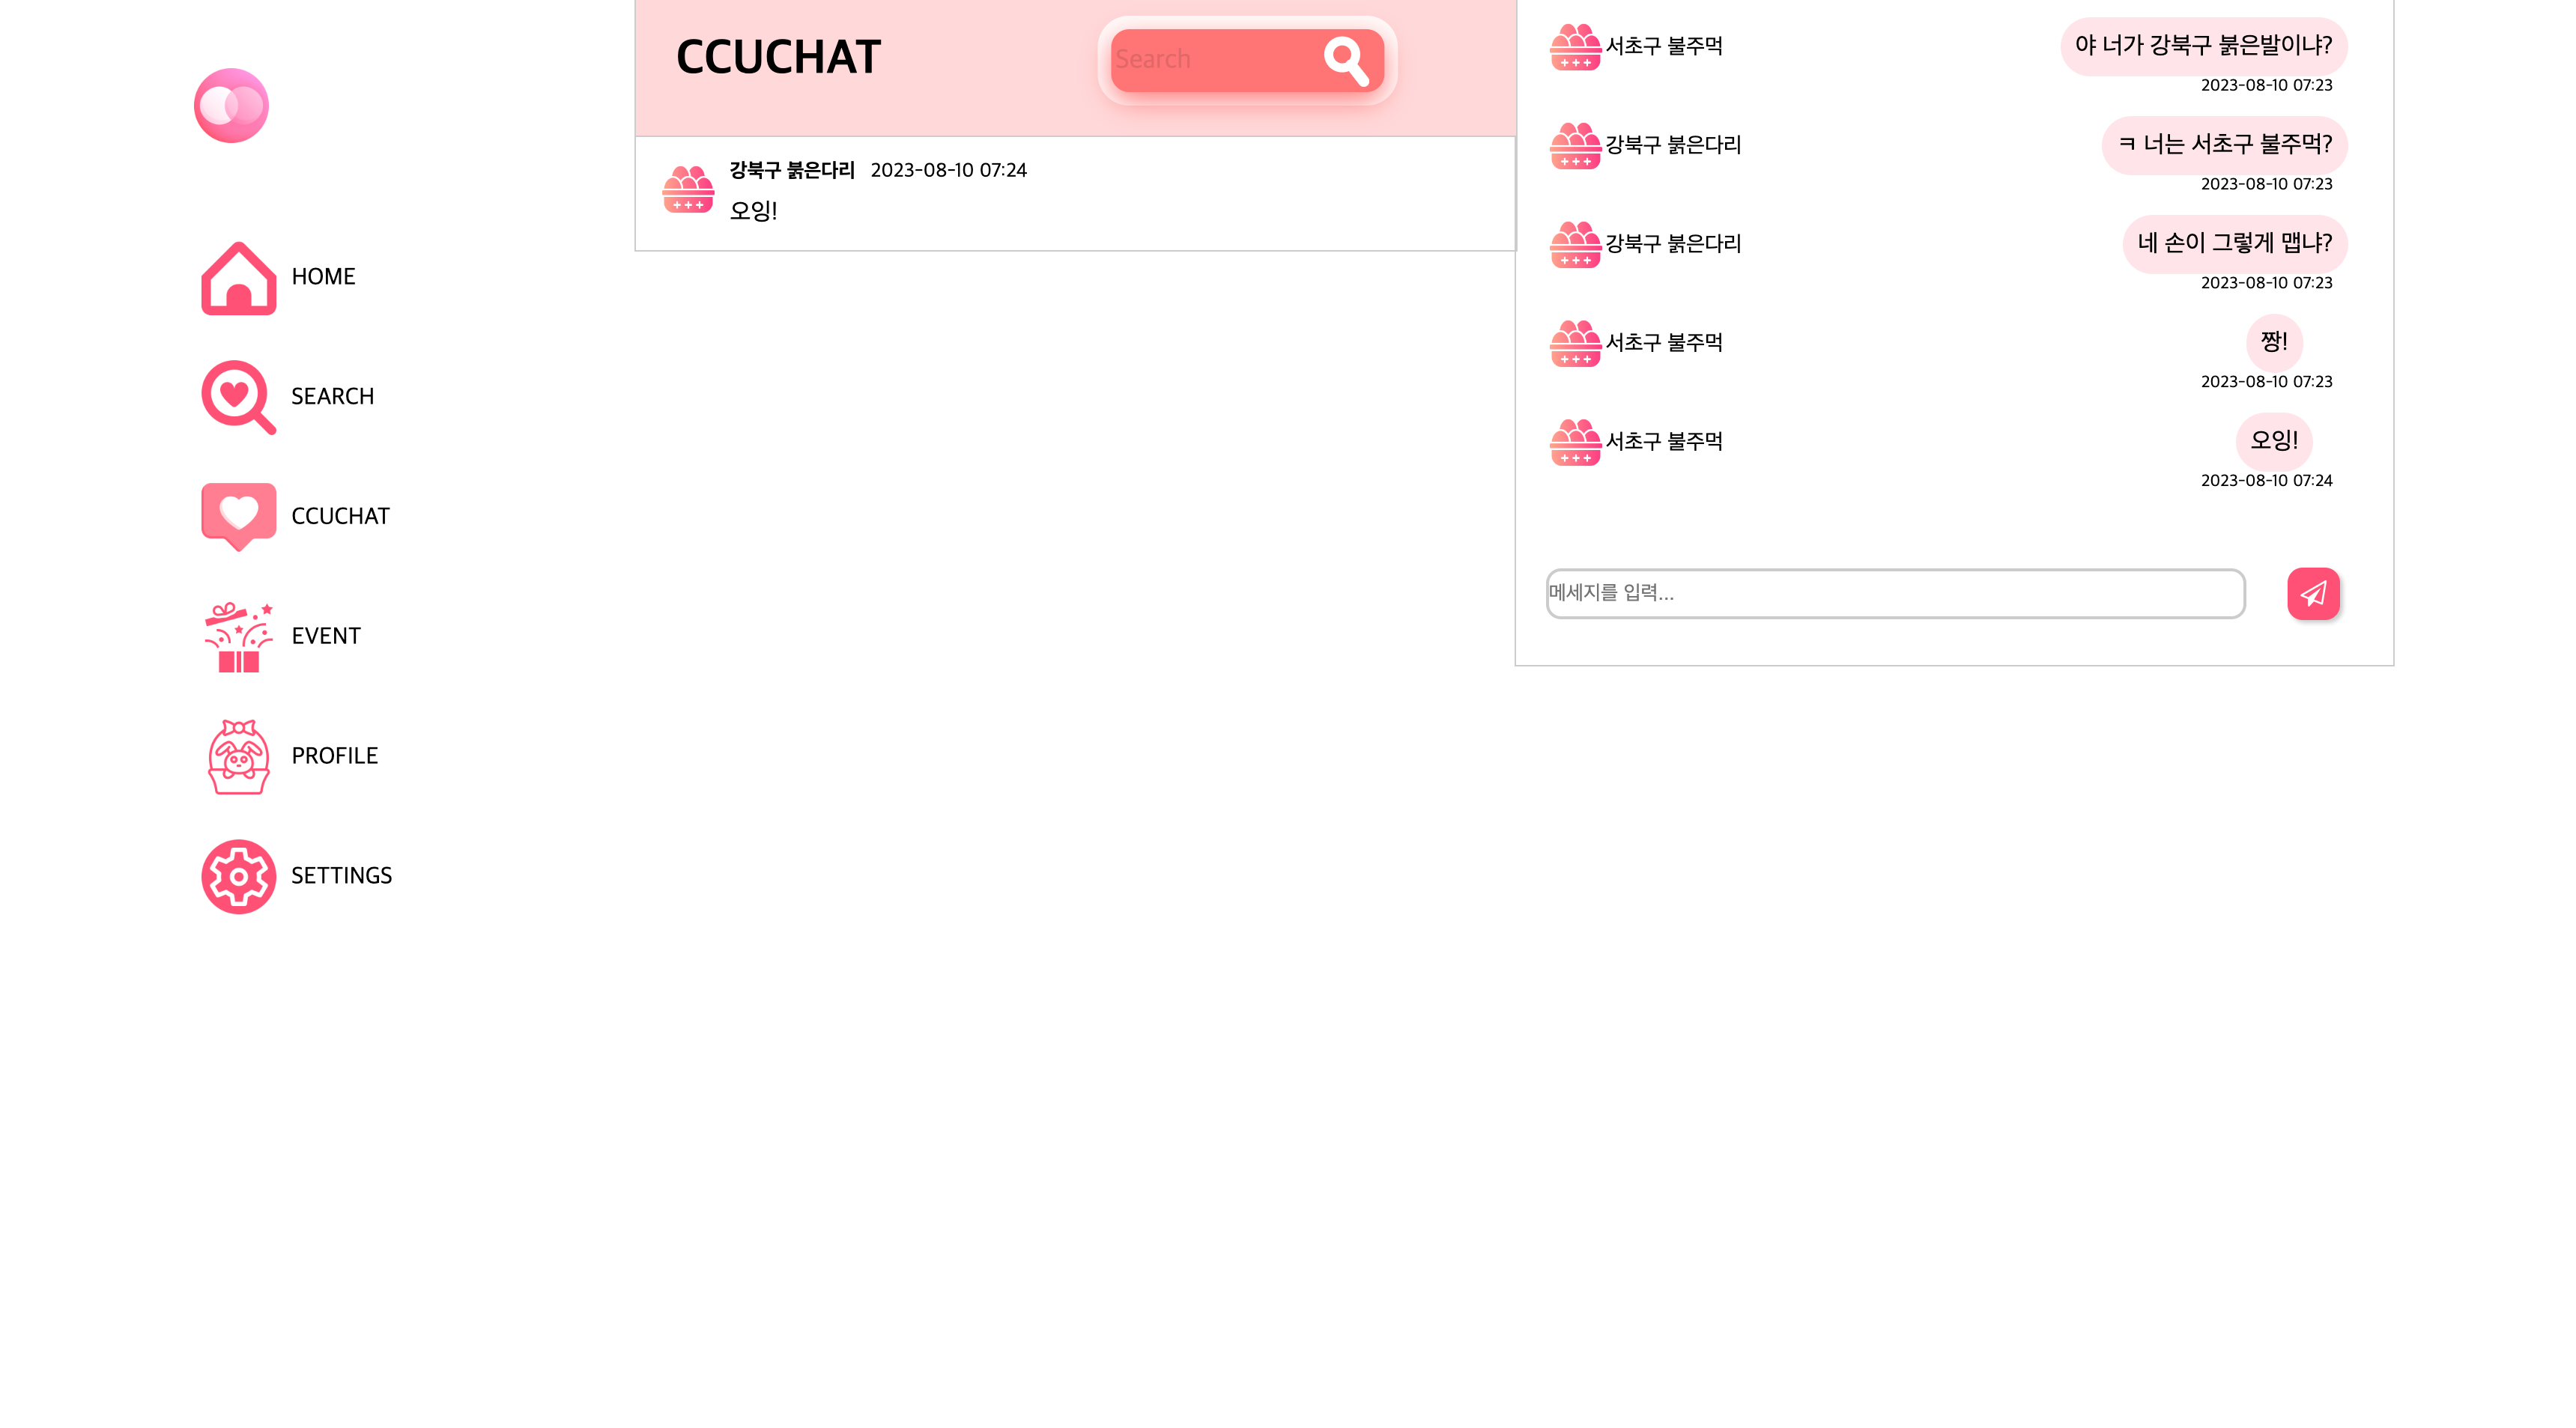 HOME
SEARCH
CCUCHAT
EVENT
PROFILE
SETTINGS
CCUCHAT
Search
강북구 붉은다리 2023-08-10 07:24
오잉!
서초구 불주먹
야 너가 강북구 붉은발이냐?
2023-08-10 07:23
강북구 붉은다리
ㅋ 너는 서초구 불주먹?
2023-08-10 07:23
강북구 붉은다리
네 손이 그렇게 맵냐?
2023-08-10 07:23
서초구 불주먹
짱!
2023-08-10 07:23
서초구 불주먹
오잉!
2023-08-10 07:24
메세지를 입력...